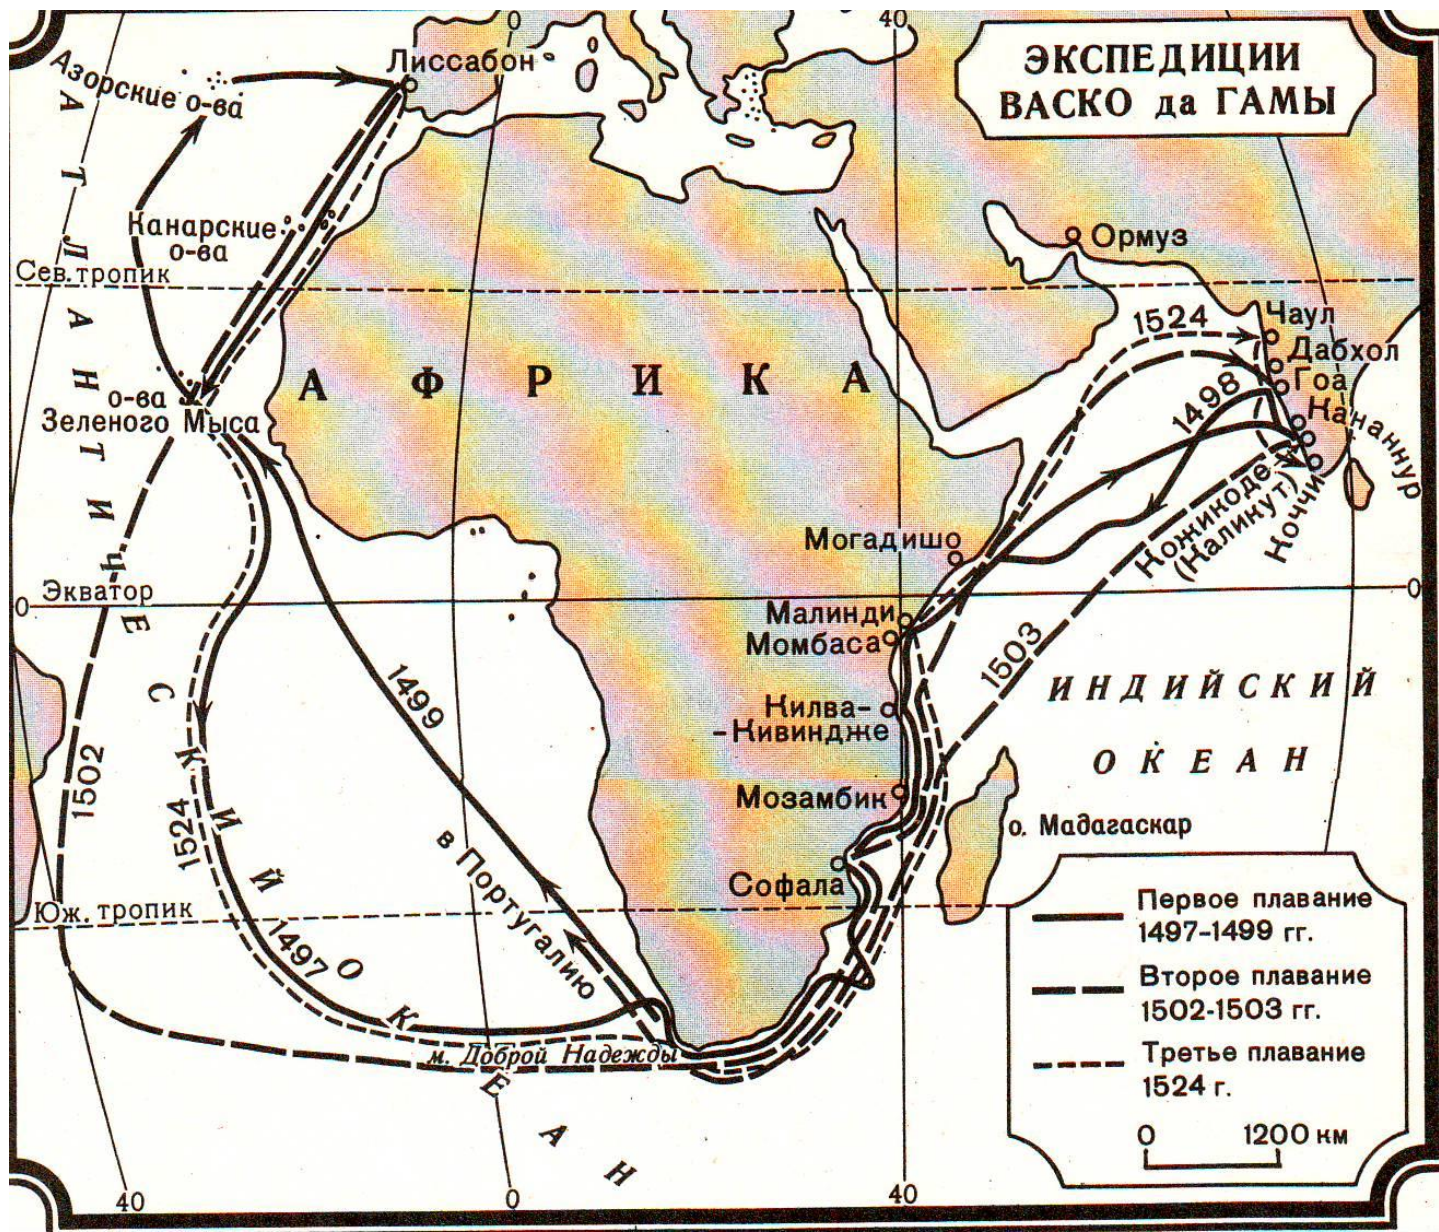 0
40
ЭКСПЕДИЦИИ
ВАСКО да ГАМЫ
Лиссабон
Азорские о-ва
Канарские
о-ва
Сев. тропик
Ормуз
1524
Чаул
Дабхол
Гоа
Кананнур
1498
Кожикоде
(Каликут)
Коччи
АФРИКА
о-ва
Зеленого Мыса
АТЛАНТИЧЕСКИЙ ОКЕАН
Могадишо
0
Экватор
0
Малинди
Момбаса
1503
ИНДИЙСКИЙ
ОКЕАН
1499
Килва-
-Кивиндже
1502
1524
Мозамбик
о. Мадагаскар
в Португалию
Софала
Юж. тропик
1497
м. Доброй Надежды
Первое плавание
1497-1499 гг.
Второе плавание
1502-1503 гг.
Третье плавание
1524 г.
0 1200 км
40
0
40